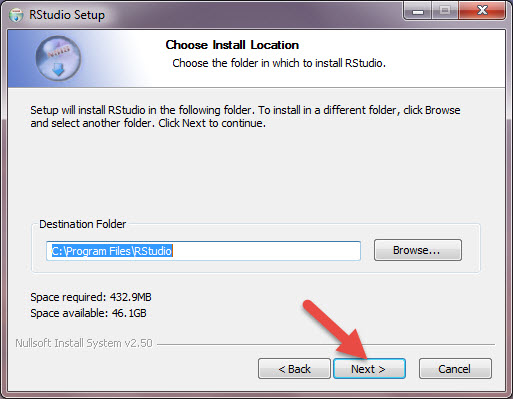 RStudio Setup
Choose Install Location
Choose the folder in which to install RStudio.
Setup will install RStudio in the following folder. To install in a different folder, click Browse
and select another folder. Click Next to continue.
Destination Folder
C:\Program Files\RStudio
Browse...
Space required: 432.9MB
Space available: 46.1GB
Nullsoft Install System v2.50
< Back
Next >
Cancel